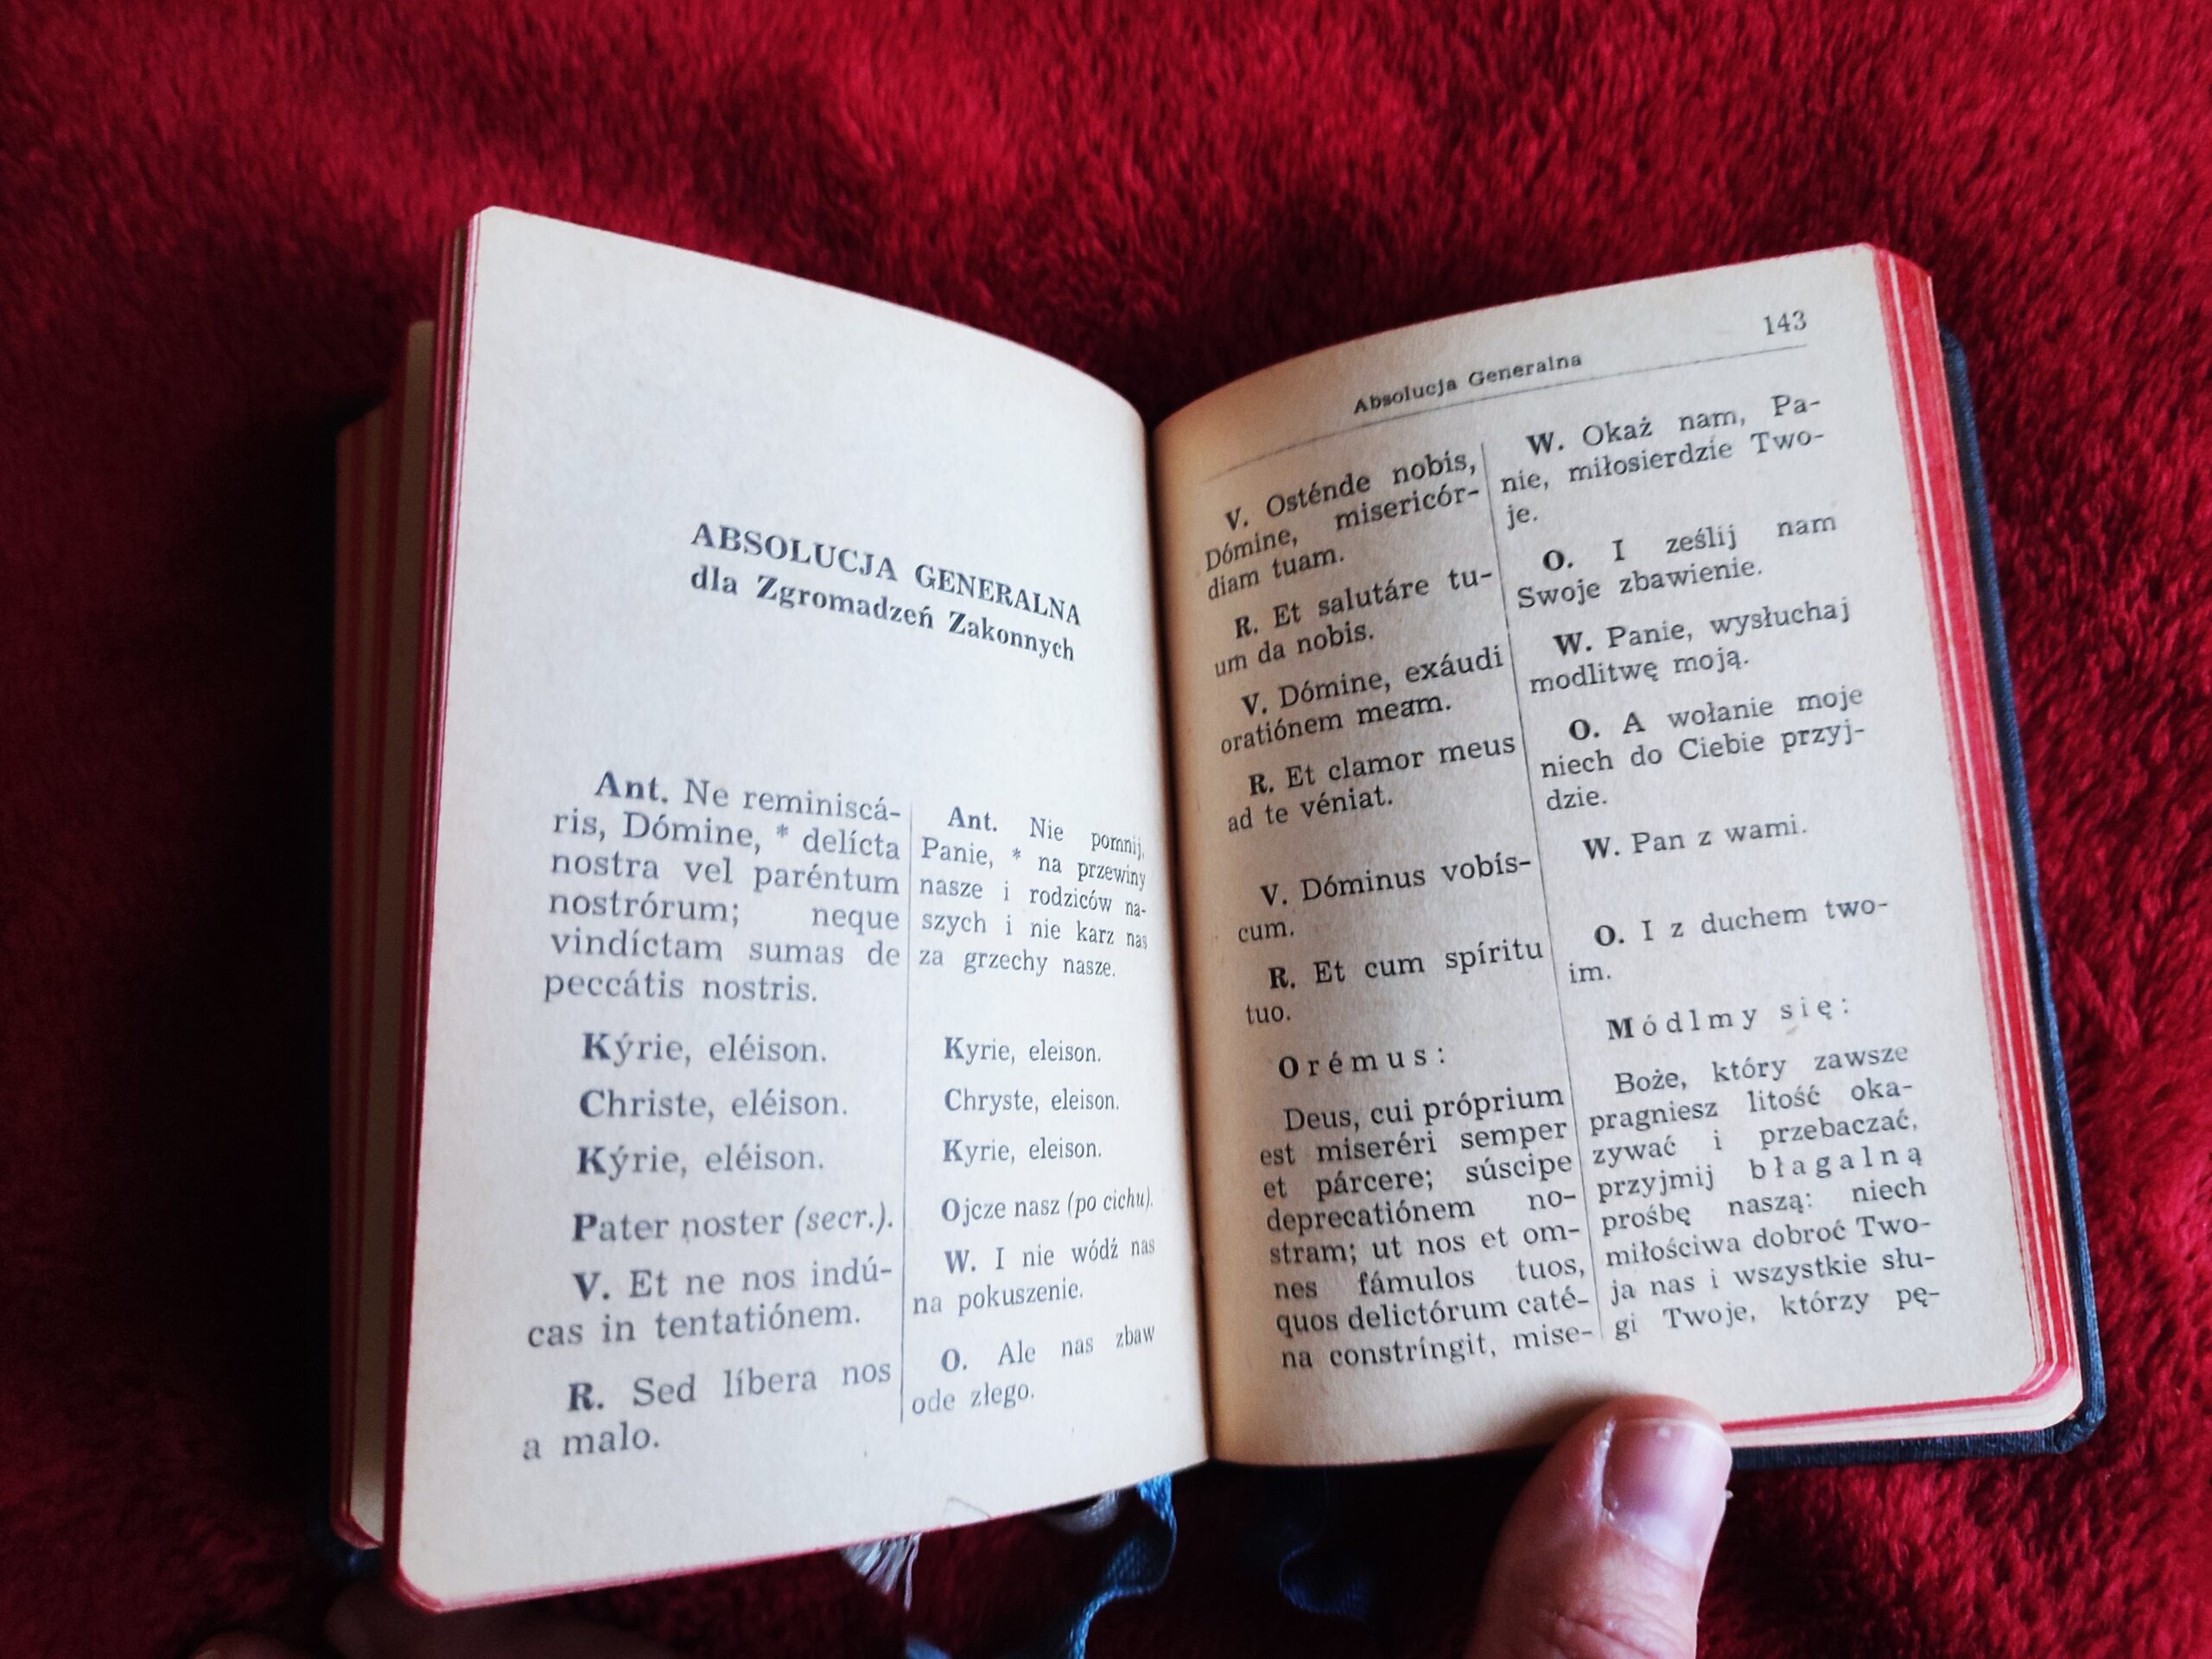 ABSOLUCJA GENERALNA
dla Zgromadzeń Zakonnych
Ant. Ne reminiscá-
ris, Dómine, * delícta
nostra vel paréntum
nostrórum; neque
vindíctam sumas de
peccátis nostris.
Kýrie, eléison.
Christe, eléison.
Kýrie, eléison.
Pater noster (secr.).
V. Et ne nos indú-
cas in tentatiónem.
R. Sed líbera nos
a malo.
Ant. Nie pomnij,
Panie, * na przewiny
nasze i rodziców na-
szych i nie karz nas
za grzechy nasze.
Kyrie, eleison.
Chryste, eleison.
Kyrie, eleison.
Ojcze nasz (po cichu).
W. I nie wódź nas
na pokuszenie.
O. Ale nas zbaw
ode złego.
143
Absolucja Generalna
V. Osténde nobis,
Dómine, misericór-
diam tuam.
R. Et salutáre tu-
um da nobis.
V. Dómine, exáudi
oratiónem meam.
R. Et clamor meus
ad te véniat.
V. Dóminus vobís-
cum.
R. Et cum spíritu
tuo.
Orémus:
Deus, cui próprium
est miseréri semper
et párcere; súscipe
deprecatiónem no-
stram; ut nos et om-
nes fámulos tuos,
quos delictórum caté-
na constríngit, mise-
W. Okaż nam, Pa-
nie, miłosierdzie Two-
je.
O. I ześlij nam
Swoje zbawienie.
W. Panie, wysłuchaj
modlitwę moją.
O. A wołanie moje
niech do Ciebie przyj-
dzie.
W. Pan z wami.
O. I z duchem two-
im.
Módlmy się:
Boże, który zawsze
pragniesz litość oka-
zywać i przebaczać,
przyjmij błagalną
prośbę naszą: niech
miłościwa dobroć Two-
ja nas i wszystkie słu-
gi Twoje, którzy pę-